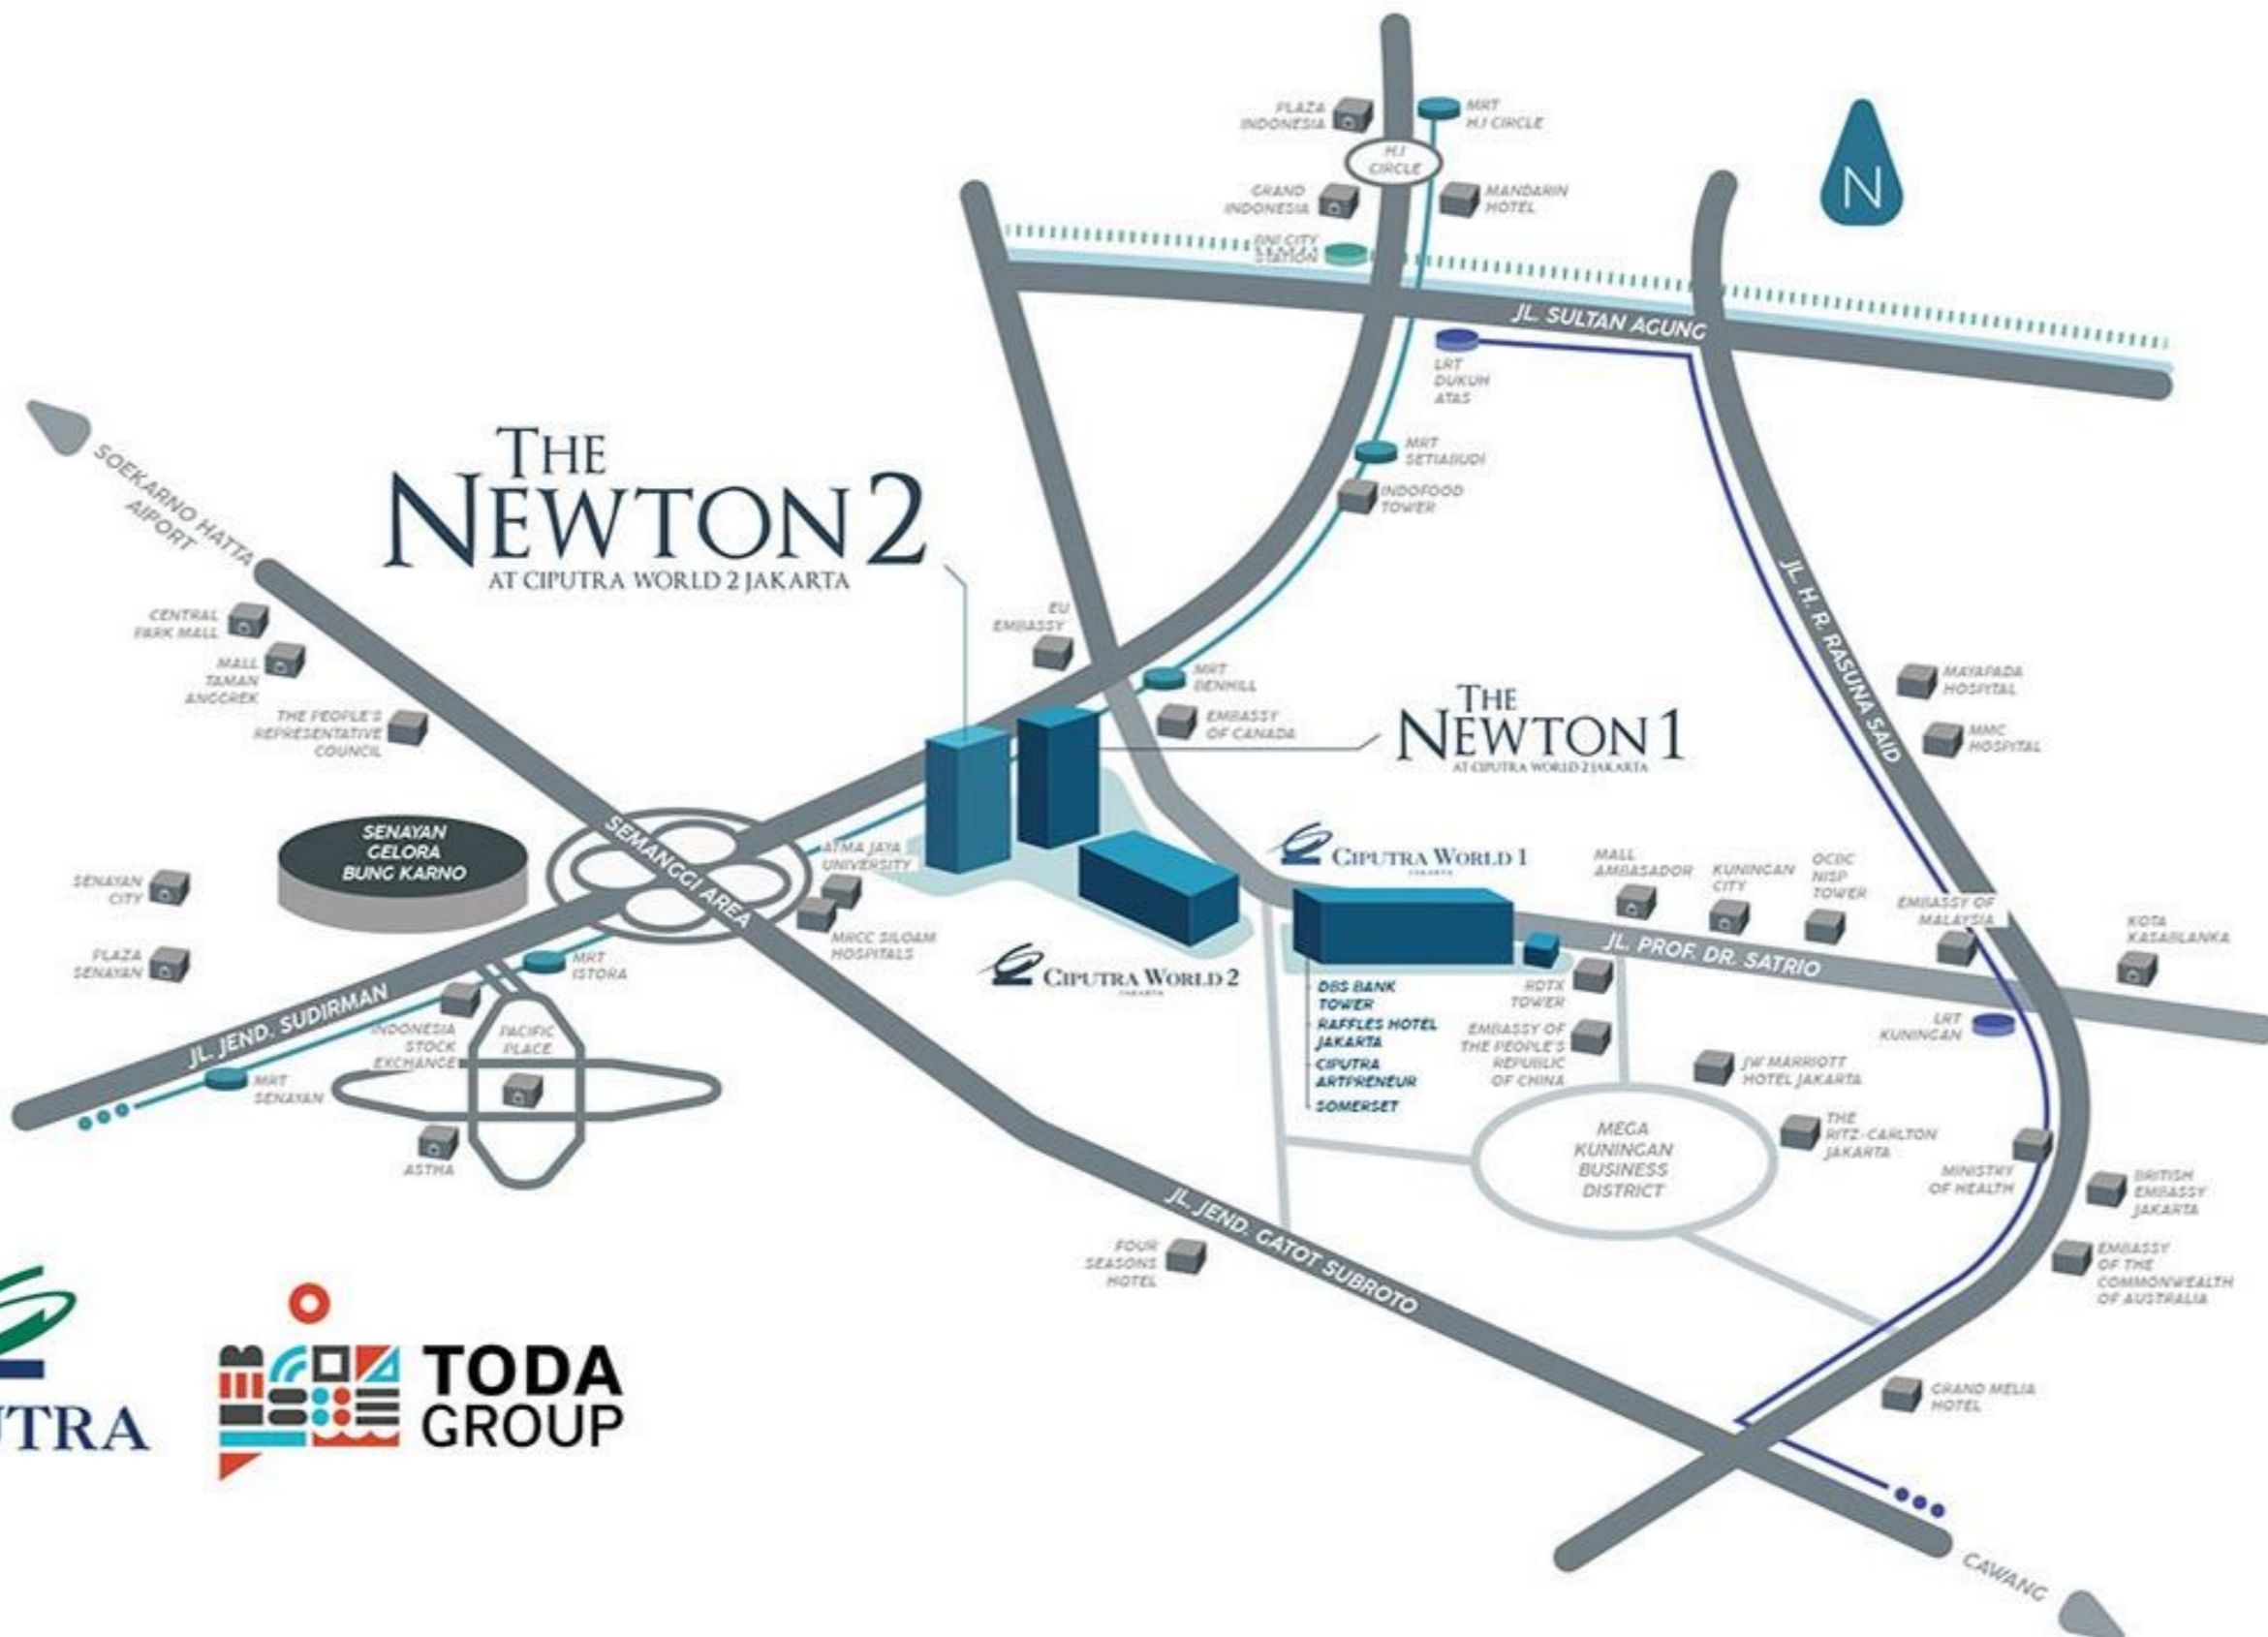 PLAZA
INDONESIA
MRT
H.I CIRCLE
H.I
CIRCLE
GRAND
INDONESIA
MANDARIN
HOTEL
N
BNI CITY
STATION
JL. SULTAN AGUNG
LRT
DUKUH
ATAS
MRT
SETIABUDI
INDOFOOD
TOWER
SOEKARNO HATTA
AIPORT
THE
NEWTON 2
AT CIPUTRA WORLD 2 JAKARTA
CENTRAL
PARK MALL
MALL
TAMAN
ANGGREK
THE PEOPLE'S
REPRESENTATIVE
COUNCIL
EU
EMBASSY
MRT
BENHILL
EMBASSY
OF CANADA
THE
NEWTON 1
AT CIPUTRA WORLD 2 JAKARTA
JL. H. R. RASUNA SAID
MAYAPADA
HOSPITAL
MMC
HOSPITAL
SENAYAN
GELORA
BUNG KARNO
SEMANGGI AREA
ATMA JAYA
UNIVERSITY
MRCC SILOAM
HOSPITALS
SENAYAN
CITY
PLAZA
SENAYAN
CIPUTRA WORLD 1
JAKARTA
CIPUTRA WORLD 2
JAKARTA
MALL
AMBASADOR
KUNINGAN
CITY
OCBC
NISP
TOWER
EMBASSY OF
MALAYSIA
KOTA
KASABLANKA
JL. PROF. DR. SATRIO
LRT
KUNINGAN
MRT
ISTORA
JL. JEND. SUDIRMAN
MRT
SENAYAN
INDONESIA
STOCK
EXCHANGE
PACIFIC
PLACE
ASTHA
DBS BANK
TOWER
RAFFLES HOTEL
JAKARTA
CIPUTRA
ARTPRENEUR
SOMERSET
RDTX
TOWER
EMBASSY OF
THE PEOPLE'S
REPUBLIC
OF CHINA
JW MARRIOTT
HOTEL JAKARTA
MEGA
KUNINGAN
BUSINESS
DISTRICT
THE
RITZ-CARLTON
JAKARTA
MINISTRY
OF HEALTH
BRITISH
EMBASSY
JAKARTA
EMBASSY
OF THE
COMMONWEALTH
OF AUSTRALIA
FOUR
SEASONS
HOTEL
JL. JEND. GATOT SUBROTO
GRAND MELIA
HOTEL
CAWANG
UTRA
TODA
GROUP